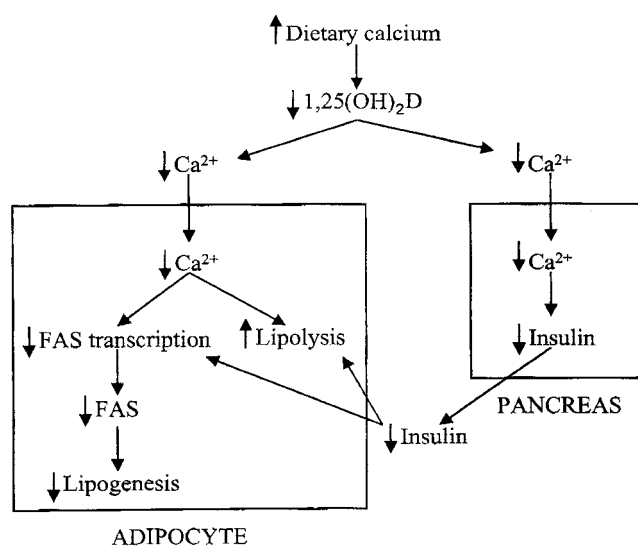 ↑ Dietary calcium
↓ 1,25(OH)₂D
↓ Ca²⁺
↓ Ca²⁺
↓ Ca²⁺
↓ Ca²⁺
↓ FAS transcription
↑ Lipolysis
↓ Insulin
↓ FAS
↓ Insulin
PANCREAS
↓ Lipogenesis
ADIPOCYTE